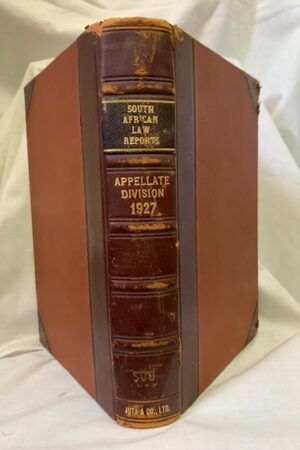 SOUTH
AFRICAN
LAW
REPORTS
APPELLATE
DIVISION
1927
JUTA & CO., LTD.